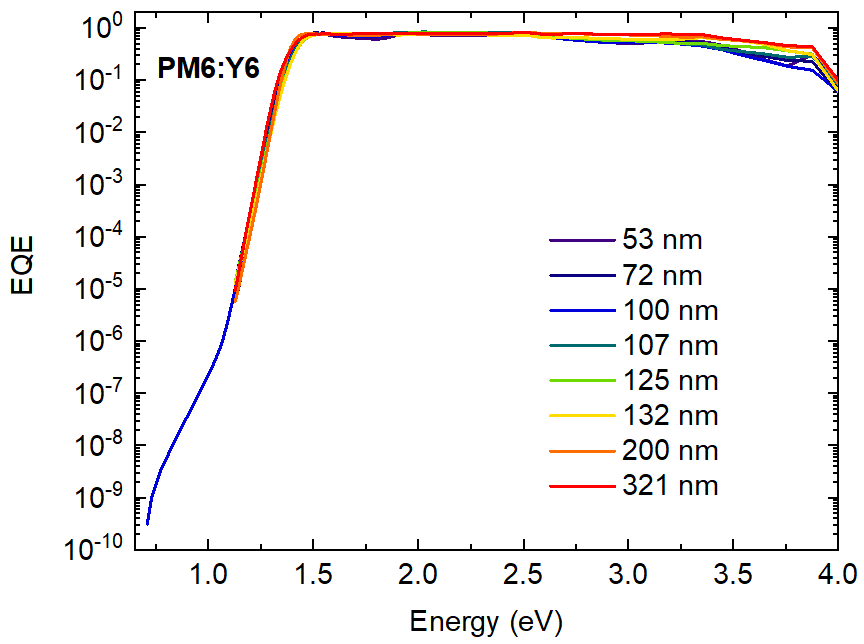 10⁰
10⁻¹
10⁻²
10⁻³
10⁻⁴
10⁻⁵
10⁻⁶
10⁻⁷
10⁻⁸
10⁻⁹
10⁻¹⁰
EQE
PM6:Y6
53 nm
72 nm
100 nm
107 nm
125 nm
132 nm
200 nm
321 nm
1.0 1.5 2.0 2.5 3.0 3.5 4.0
Energy (eV)